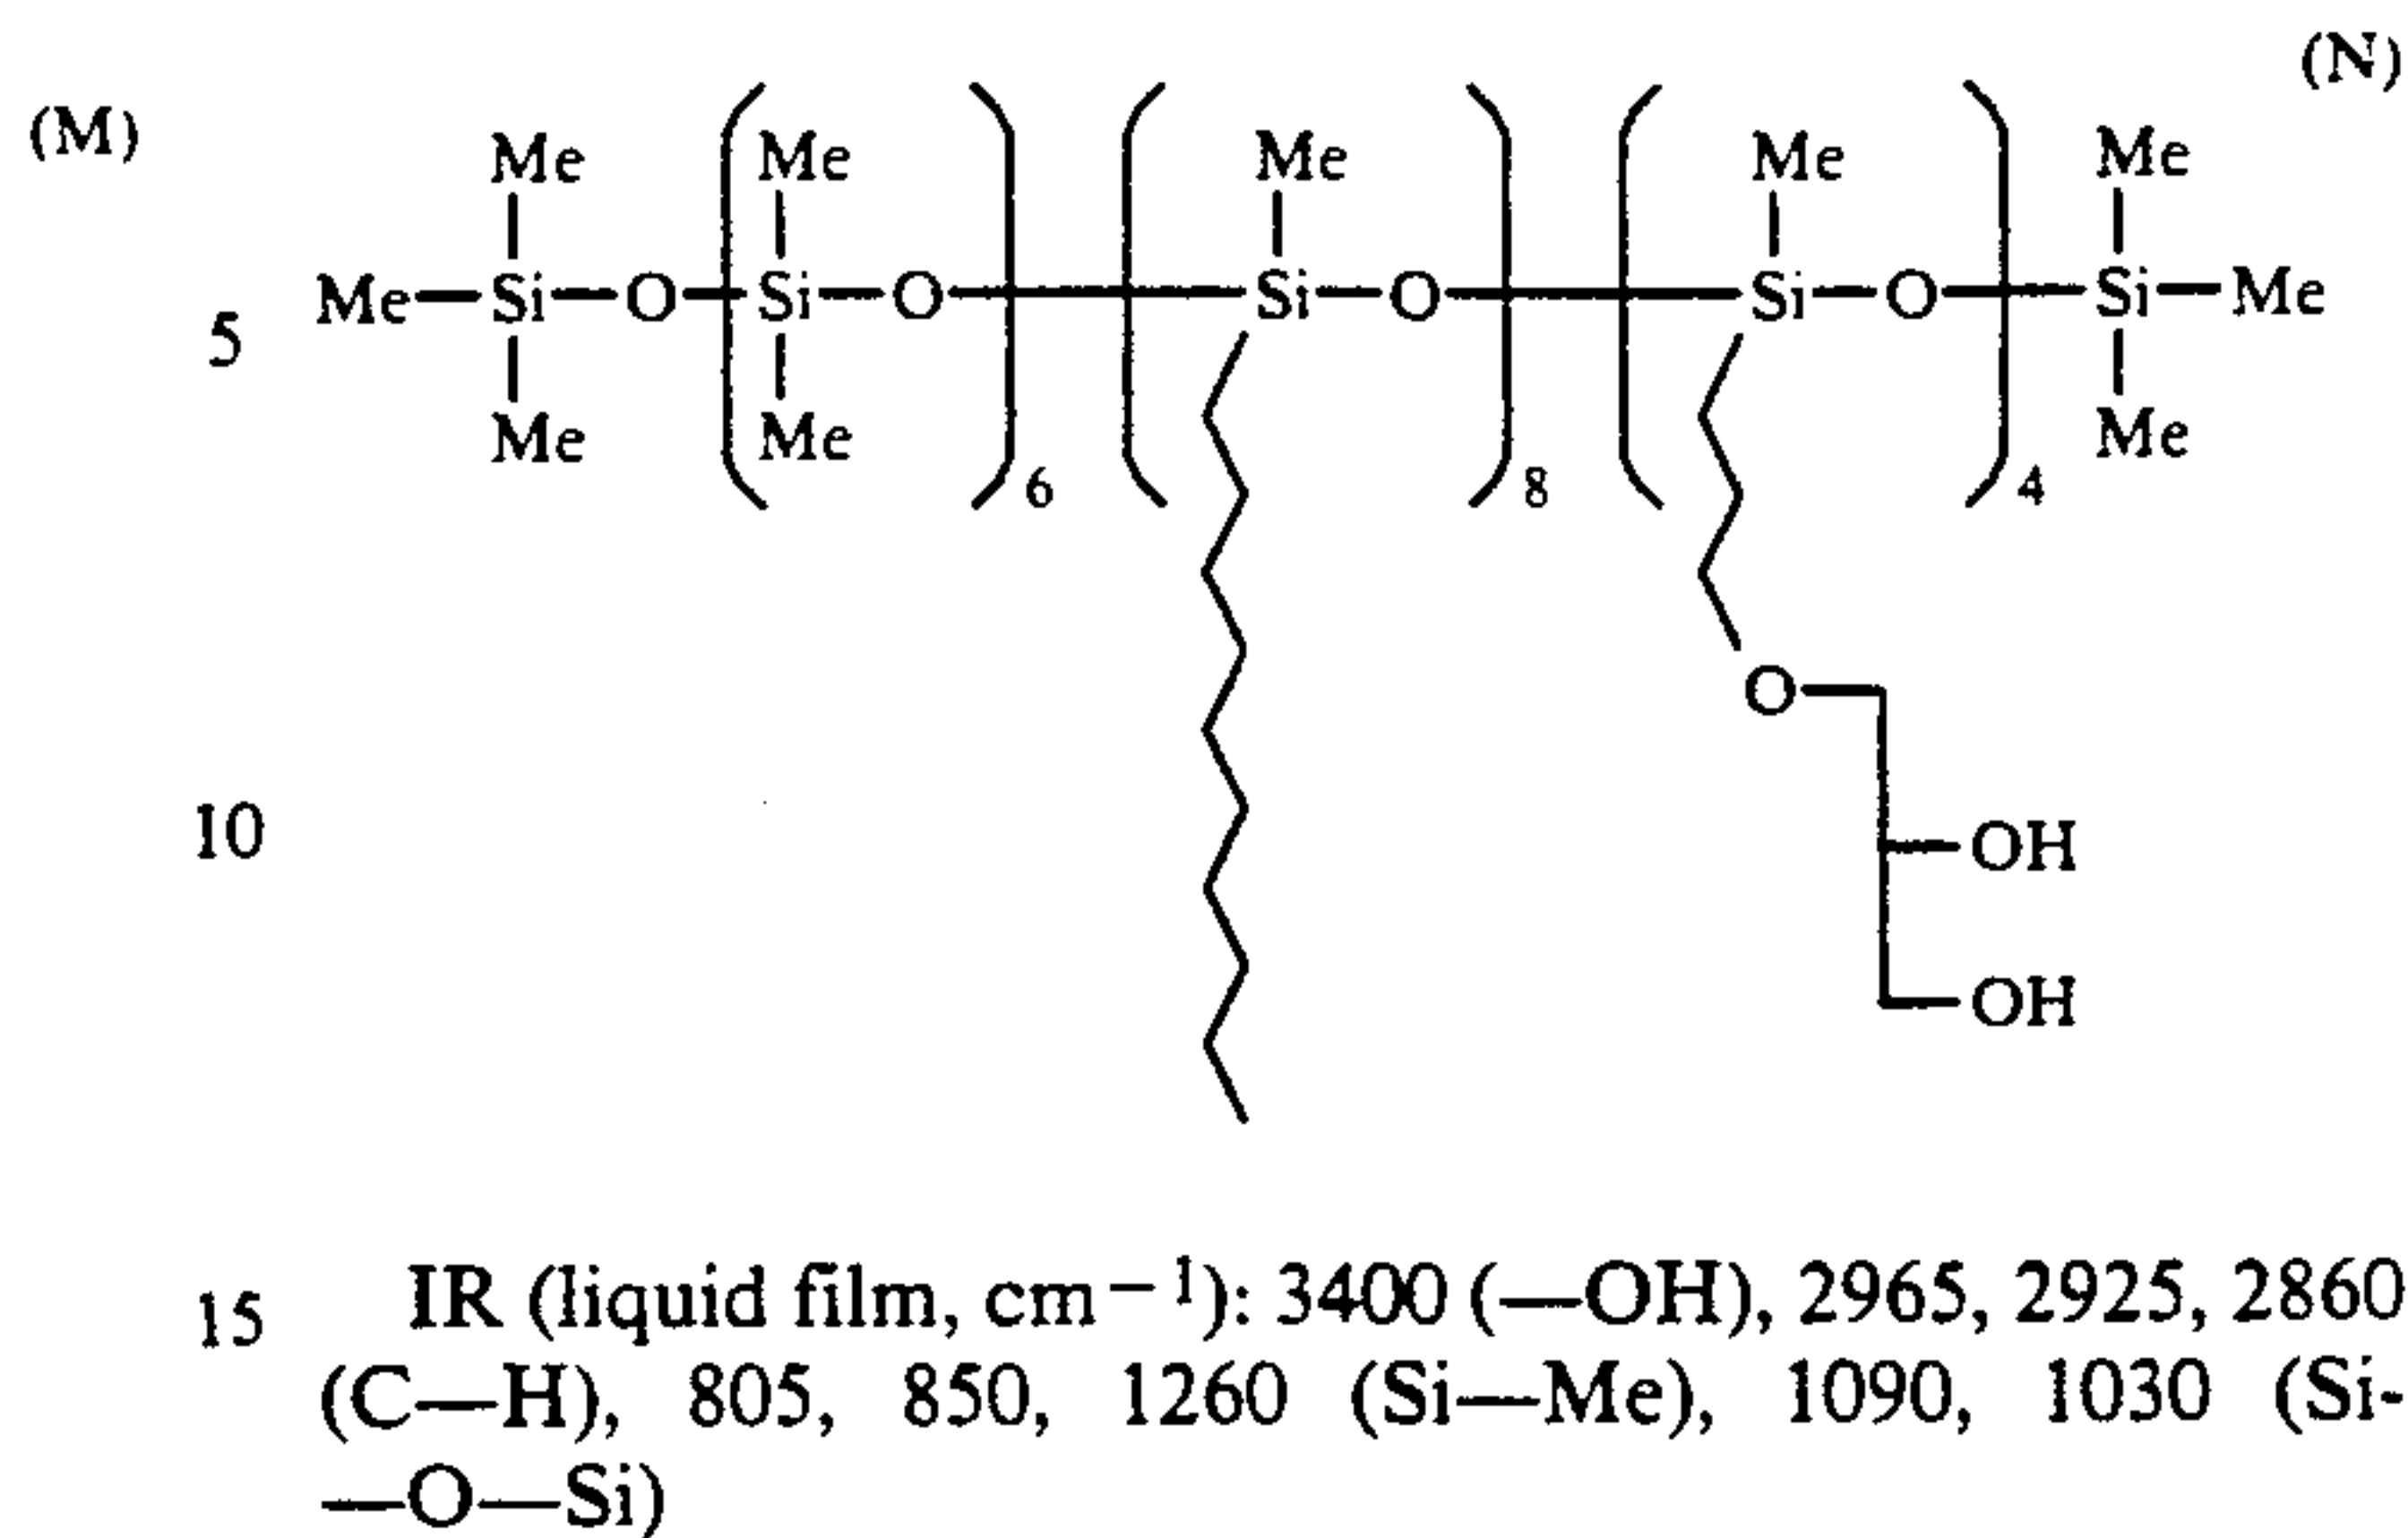 (N)
(M)
Me Me Me Me Me
5 Me—Si—O—Si—O—Si—O—Si—O—Si—Me
Me Me Me
6 8 4
O
10 OH
OH
15 IR (liquid film, cm−1): 3400 (—OH), 2965, 2925, 2860
(C—H), 805, 850, 1260 (Si—Me), 1090, 1030 (Si-
—O—Si)